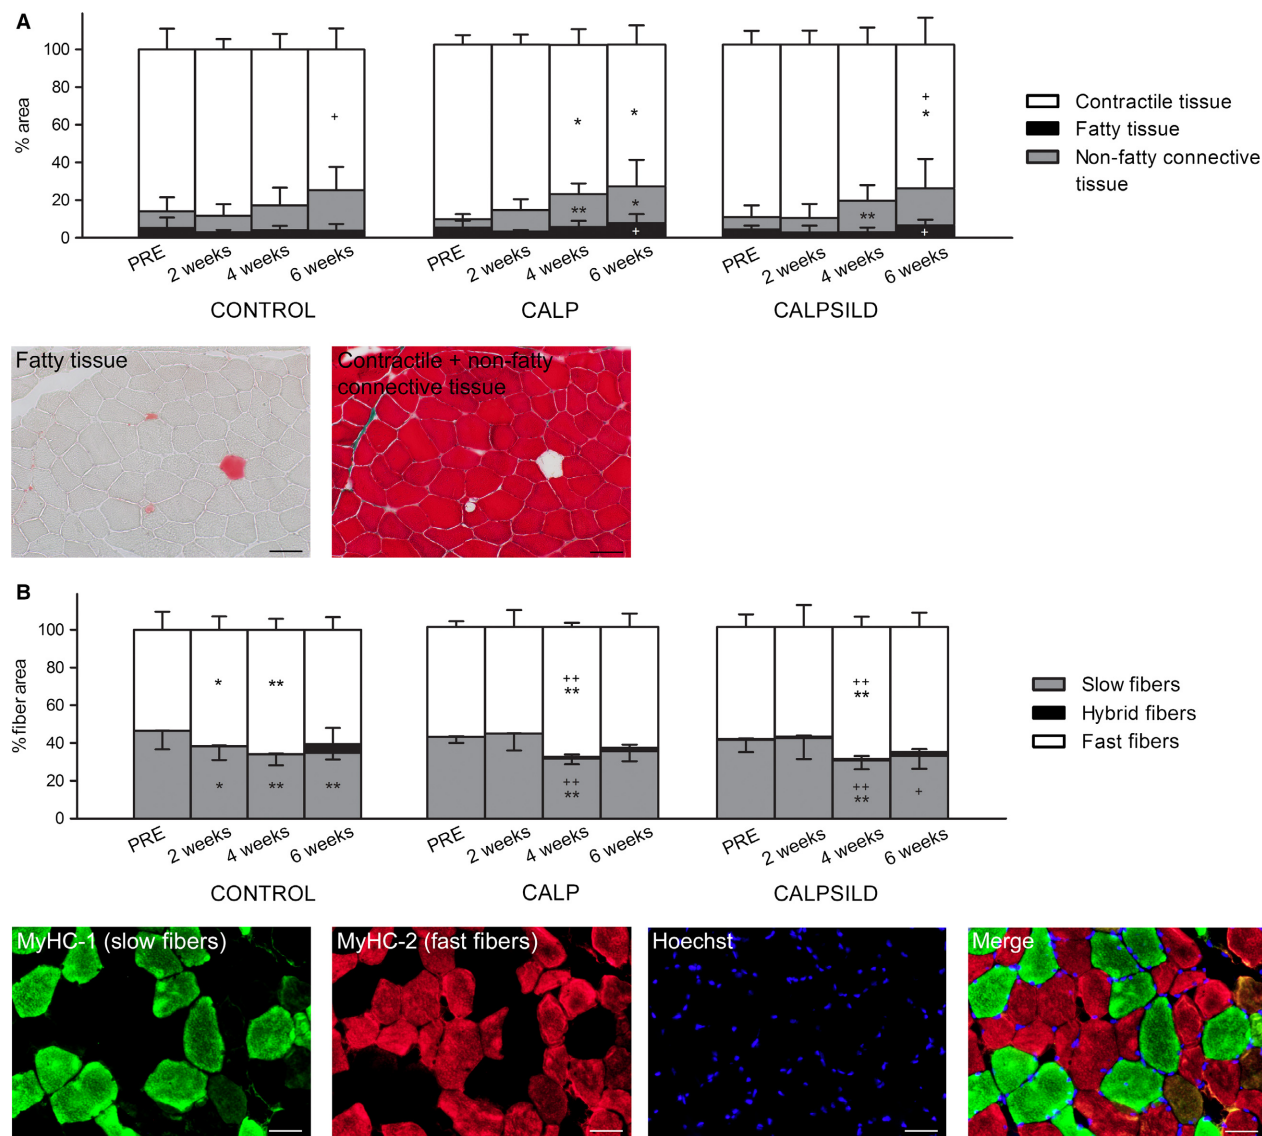 A
% area
100
80
60
40
20
0
+
* * + *
** * **
+ +
PRE 2 weeks 4 weeks 6 weeks
PRE 2 weeks 4 weeks 6 weeks
PRE 2 weeks 4 weeks 6 weeks
CONTROL CALP CALPSILD
Contractile tissue
Fatty tissue
Non-fatty connective
tissue
Fatty tissue
Contractile + non-fatty
connective tissue
B
% fiber area
100
80
60
40
20
0
* **
++
**
++
**
* ** **
++
**
++
**
+
PRE 2 weeks 4 weeks 6 weeks
PRE 2 weeks 4 weeks 6 weeks
PRE 2 weeks 4 weeks 6 weeks
CONTROL CALP CALPSILD
Slow fibers
Hybrid fibers
Fast fibers
MyHC-1 (slow fibers)
MyHC-2 (fast fibers)
Hoechst
Merge